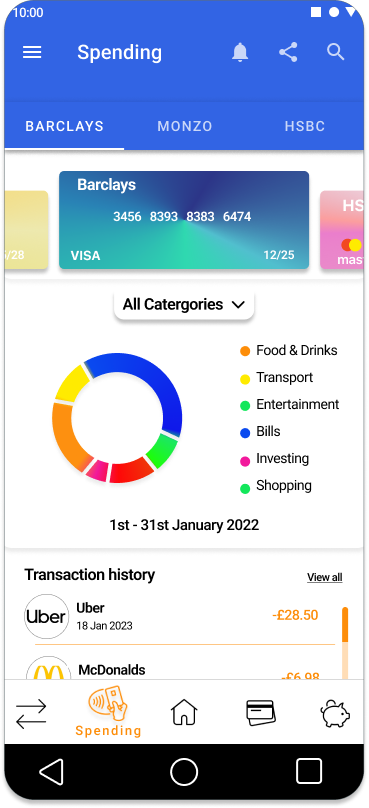 10:00
Spending
BARCLAYS MONZO HSBC
Barclays
HS
3456 8393 8383 6474
5/28
VISA
12/25
mas
All Catergories
Food & Drinks
Transport
Entertainment
Bills
Investing
Shopping
1st - 31st January 2022
Transaction history
View all
Uber
Uber
-£28.50
18 Jan 2023
McDonalds
-£6.98
Spending